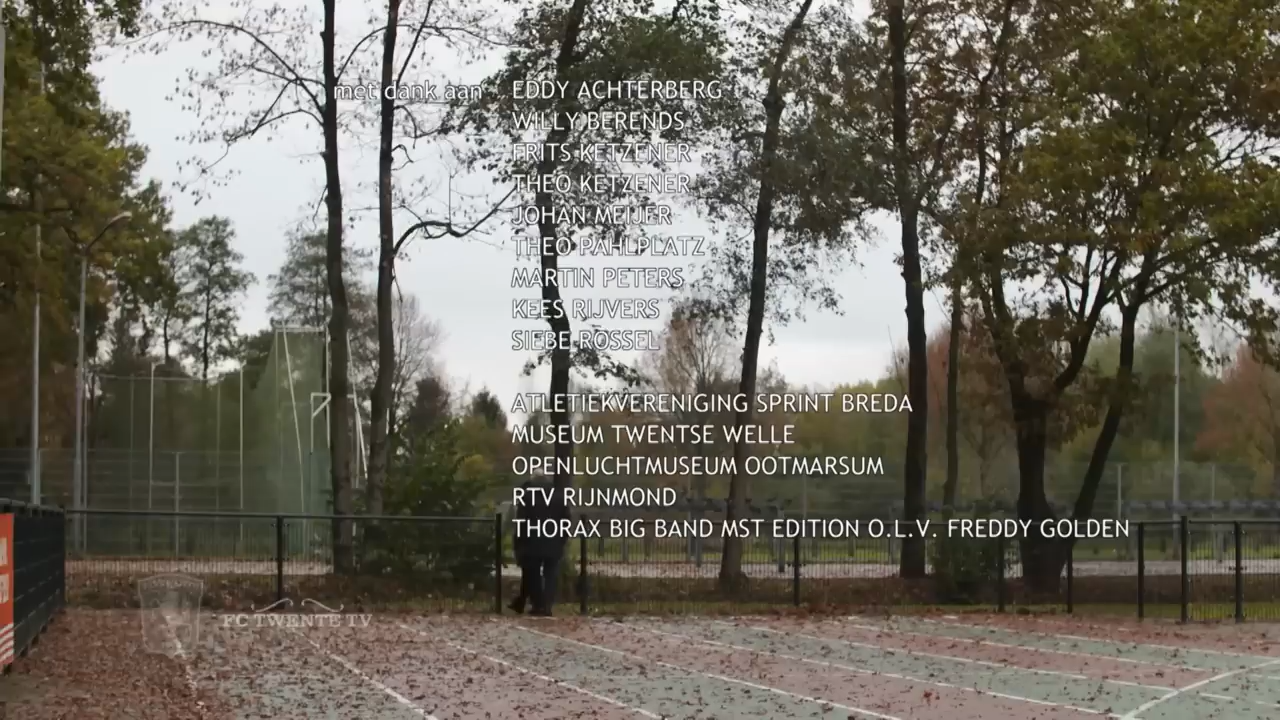 met dank aan EDDY ACHTERBERG
WILLY BERENDS
FRITS KETZENER
THEO KETZENER
JOHAN MEIJER
THEO PAHLPLATZ
MARTIN PETERS
KEES RIJVERS
SIEBE ROSSEL
ATLETIEKVERENIGING SPRINT BREDA
MUSEUM TWENTSE WELLE
OPENLUCHTMUSEUM OOTMARSUM
RTV RIJNMOND
THORAX BIG BAND MST EDITION O.L.V. FREDDY GOLDEN
FC TWENTE TV